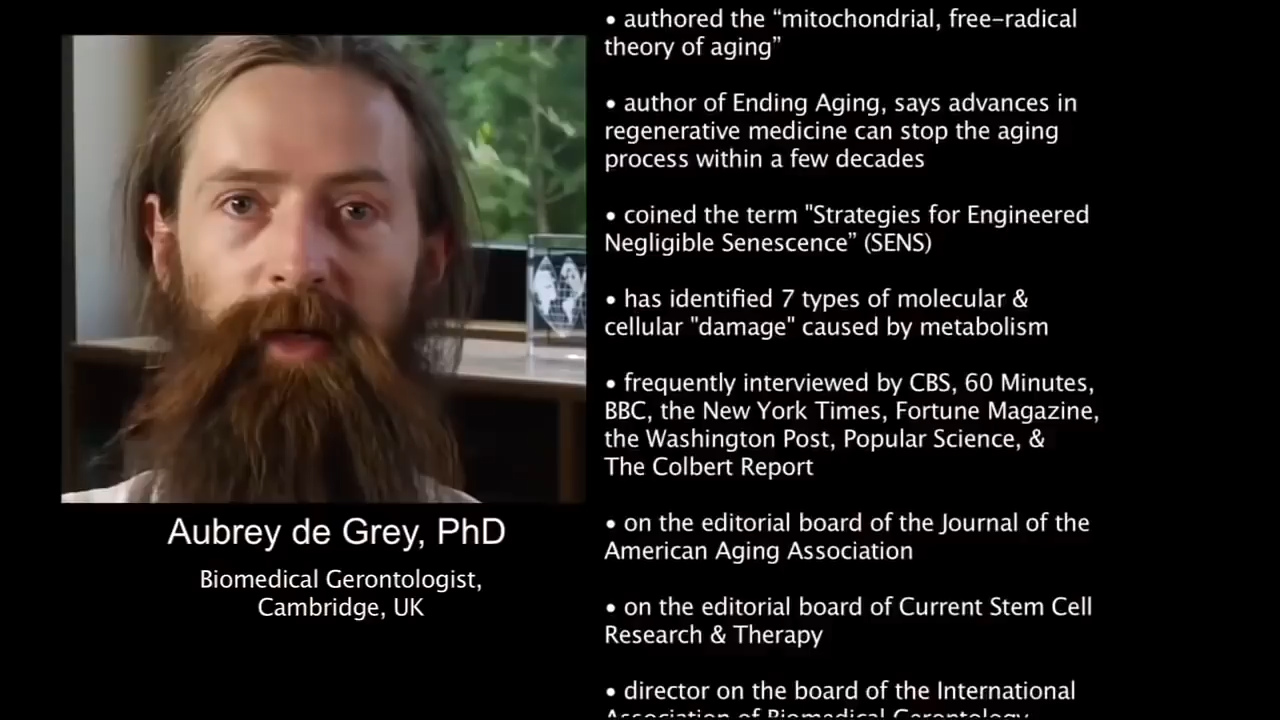 • authored the “mitochondrial, free-radical
theory of aging”
• author of Ending Aging, says advances in
regenerative medicine can stop the aging
process within a few decades
• coined the term "Strategies for Engineered
Negligible Senescence” (SENS)
• has identified 7 types of molecular &
cellular "damage" caused by metabolism
• frequently interviewed by CBS, 60 Minutes,
BBC, the New York Times, Fortune Magazine,
the Washington Post, Popular Science, &
The Colbert Report
• on the editorial board of the Journal of the
American Aging Association
• on the editorial board of Current Stem Cell
Research & Therapy
• director on the board of the International
Association of Biomedical Gerontology
Aubrey de Grey, PhD
Biomedical Gerontologist,
Cambridge, UK